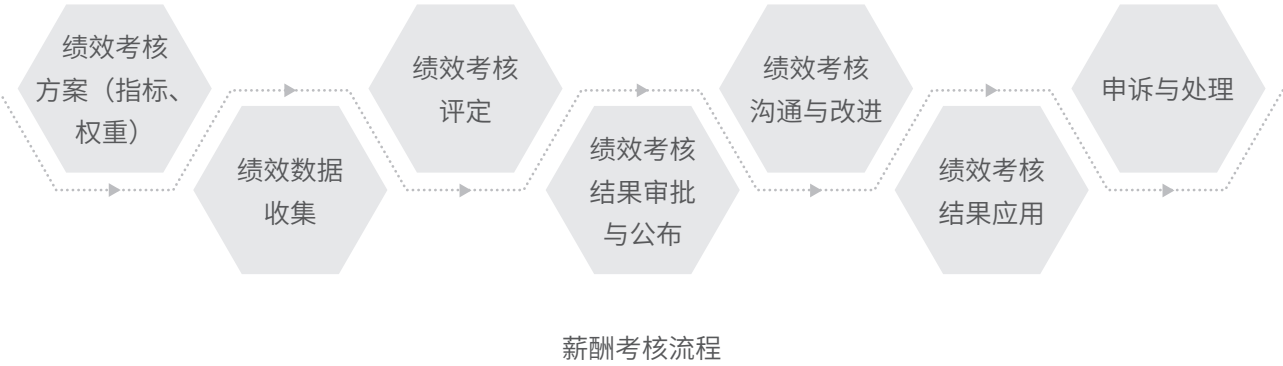 绩效考核
方案（指标、
权重）
绩效数据
收集
绩效考核
评定
绩效考核
结果审批
与公布
绩效考核
沟通与改进
绩效考核
结果应用
申诉与处理
薪酬考核流程